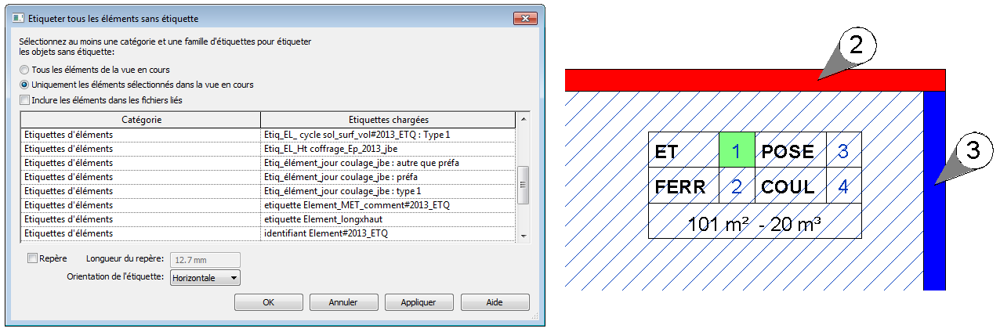 Etiqueter tous les éléments sans étiquette
Sélectionnez au moins une catégorie et une famille d'étiquettes pour étiqueter
les objets sans étiquette:
Tous les éléments de la vue en cours
Uniquement les éléments sélectionnés dans la vue en cours
Inclure les éléments dans les fichiers liés
Catégorie Etiquettes chargées
Etiquettes d'éléments Etiq_EL_ cycle sol_surf_vol#2013_ETQ : Type 1
Etiquettes d'éléments Etiq_EL_Ht coffrage_Ep_2013_jbe
Etiquettes d'éléments Etiq_élément_jour coulage_jbe : autre que préfa
Etiquettes d'éléments Etiq_élément_jour coulage_jbe : préfa
Etiquettes d'éléments Etiq_élément_jour coulage_jbe : type 1
Etiquettes d'éléments etiquette Element_MET_comment#2013_ETQ
Etiquettes d'éléments etiquette Element_longxhaut
Etiquettes d'éléments identifiant Element#2013_ETQ
Repère Longueur du repère: 12.7 mm
Orientation de l'étiquette: Horizontale
OK Annuler Appliquer Aide
2
3
ET 1 POSE 3
FERR 2 COUL 4
101 m² - 20 m³